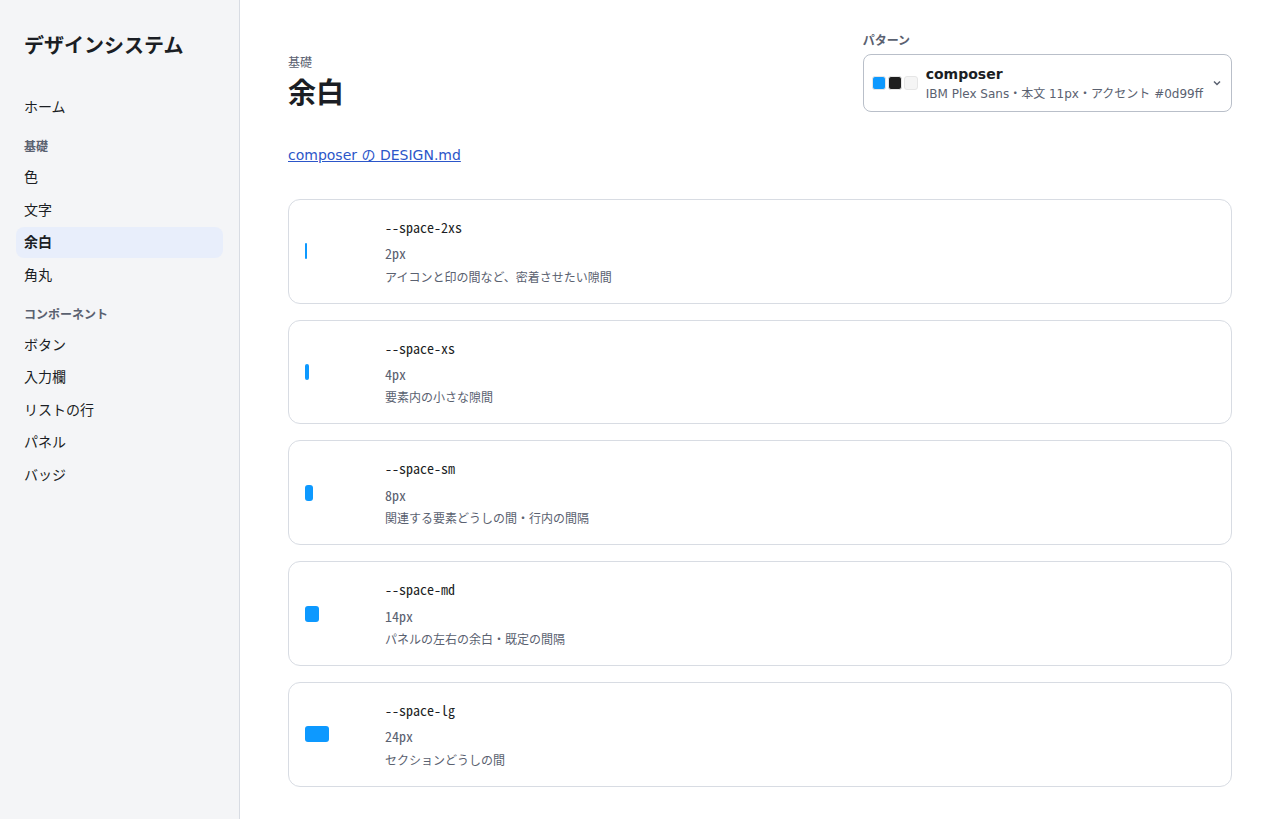 デザインシステム
ホーム
基礎
色
文字
余白
角丸
コンポーネント
ボタン
入力欄
リストの行
パネル
バッジ
基礎
余白
パターン
composer
IBM Plex Sans・本文 11px・アクセント #0d99ff
composer の DESIGN.md
--space-2xs
2px
アイコンと印の間など、密着させたい隙間
--space-xs
4px
要素内の小さな隙間
--space-sm
8px
関連する要素どうしの間・行内の間隔
--space-md
14px
パネルの左右の余白・既定の間隔
--space-lg
24px
セクションどうしの間